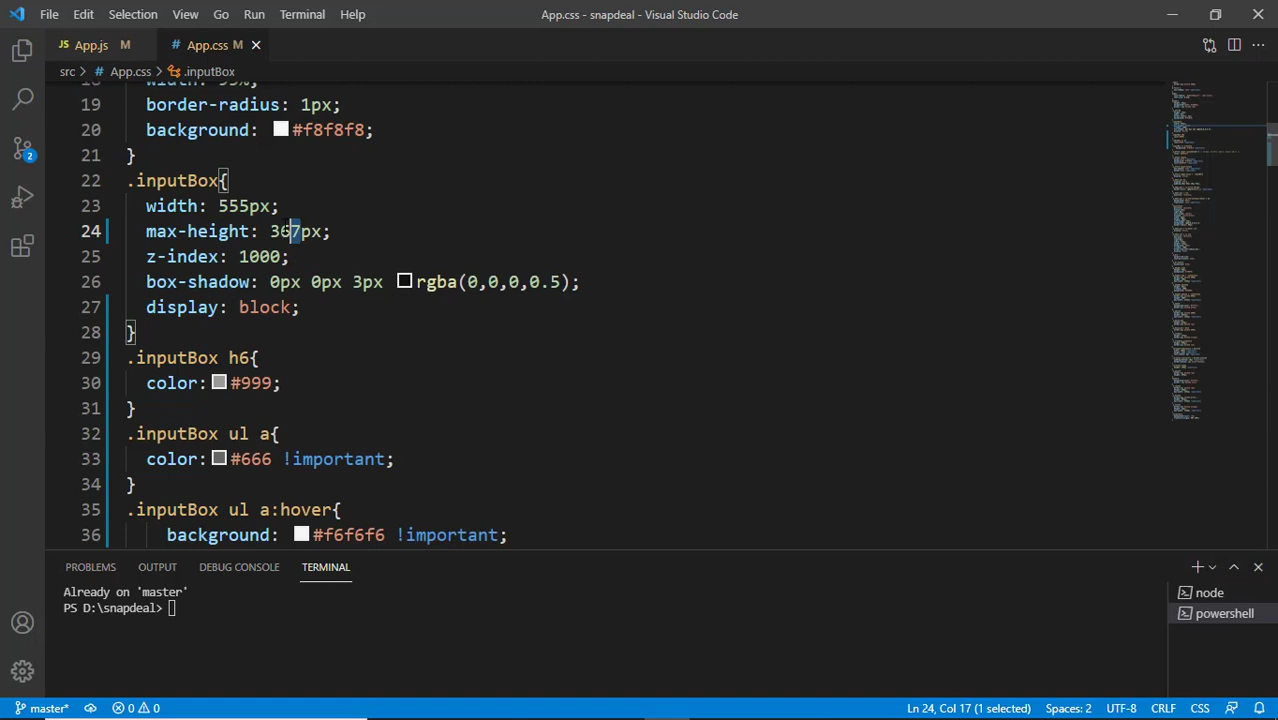 File Edit Selection View Go Run Terminal Help App.css - snapdeal - Visual Studio Code
JS App.js M # App.css M
src > # App.css > .inputBox
19 border-radius: 1px;
20 background: #f8f8f8;
21 }
22 .inputBox{
23 width: 555px;
24 max-height: 367px;
25 z-index: 1000;
26 box-shadow: 0px 0px 3px rgba(0,0,0,0.5);
27 display: block;
28 }
29 .inputBox h6{
30 color: #999;
31 }
32 .inputBox ul a{
33 color: #666 !important;
34 }
35 .inputBox ul a:hover{
36 background: #f6f6f6 !important;
2
PROBLEMS OUTPUT DEBUG CONSOLE TERMINAL
Already on 'master'
PS D:\snapdeal>
node
powershell
master* 0 0 Ln 24, Col 17 (1 selected) Spaces: 2 UTF-8 CRLF CSS